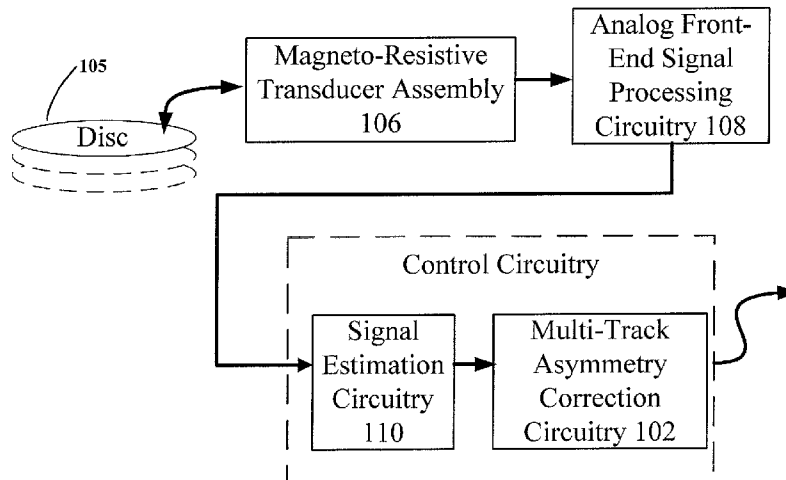 105
Disc
Magneto-Resistive
Transducer Assembly
106
Analog Front-
End Signal
Processing
Circuitry 108
Control Circuitry
Signal
Estimation
Circuitry
110
Multi-Track
Asymmetry
Correction
Circuitry 102